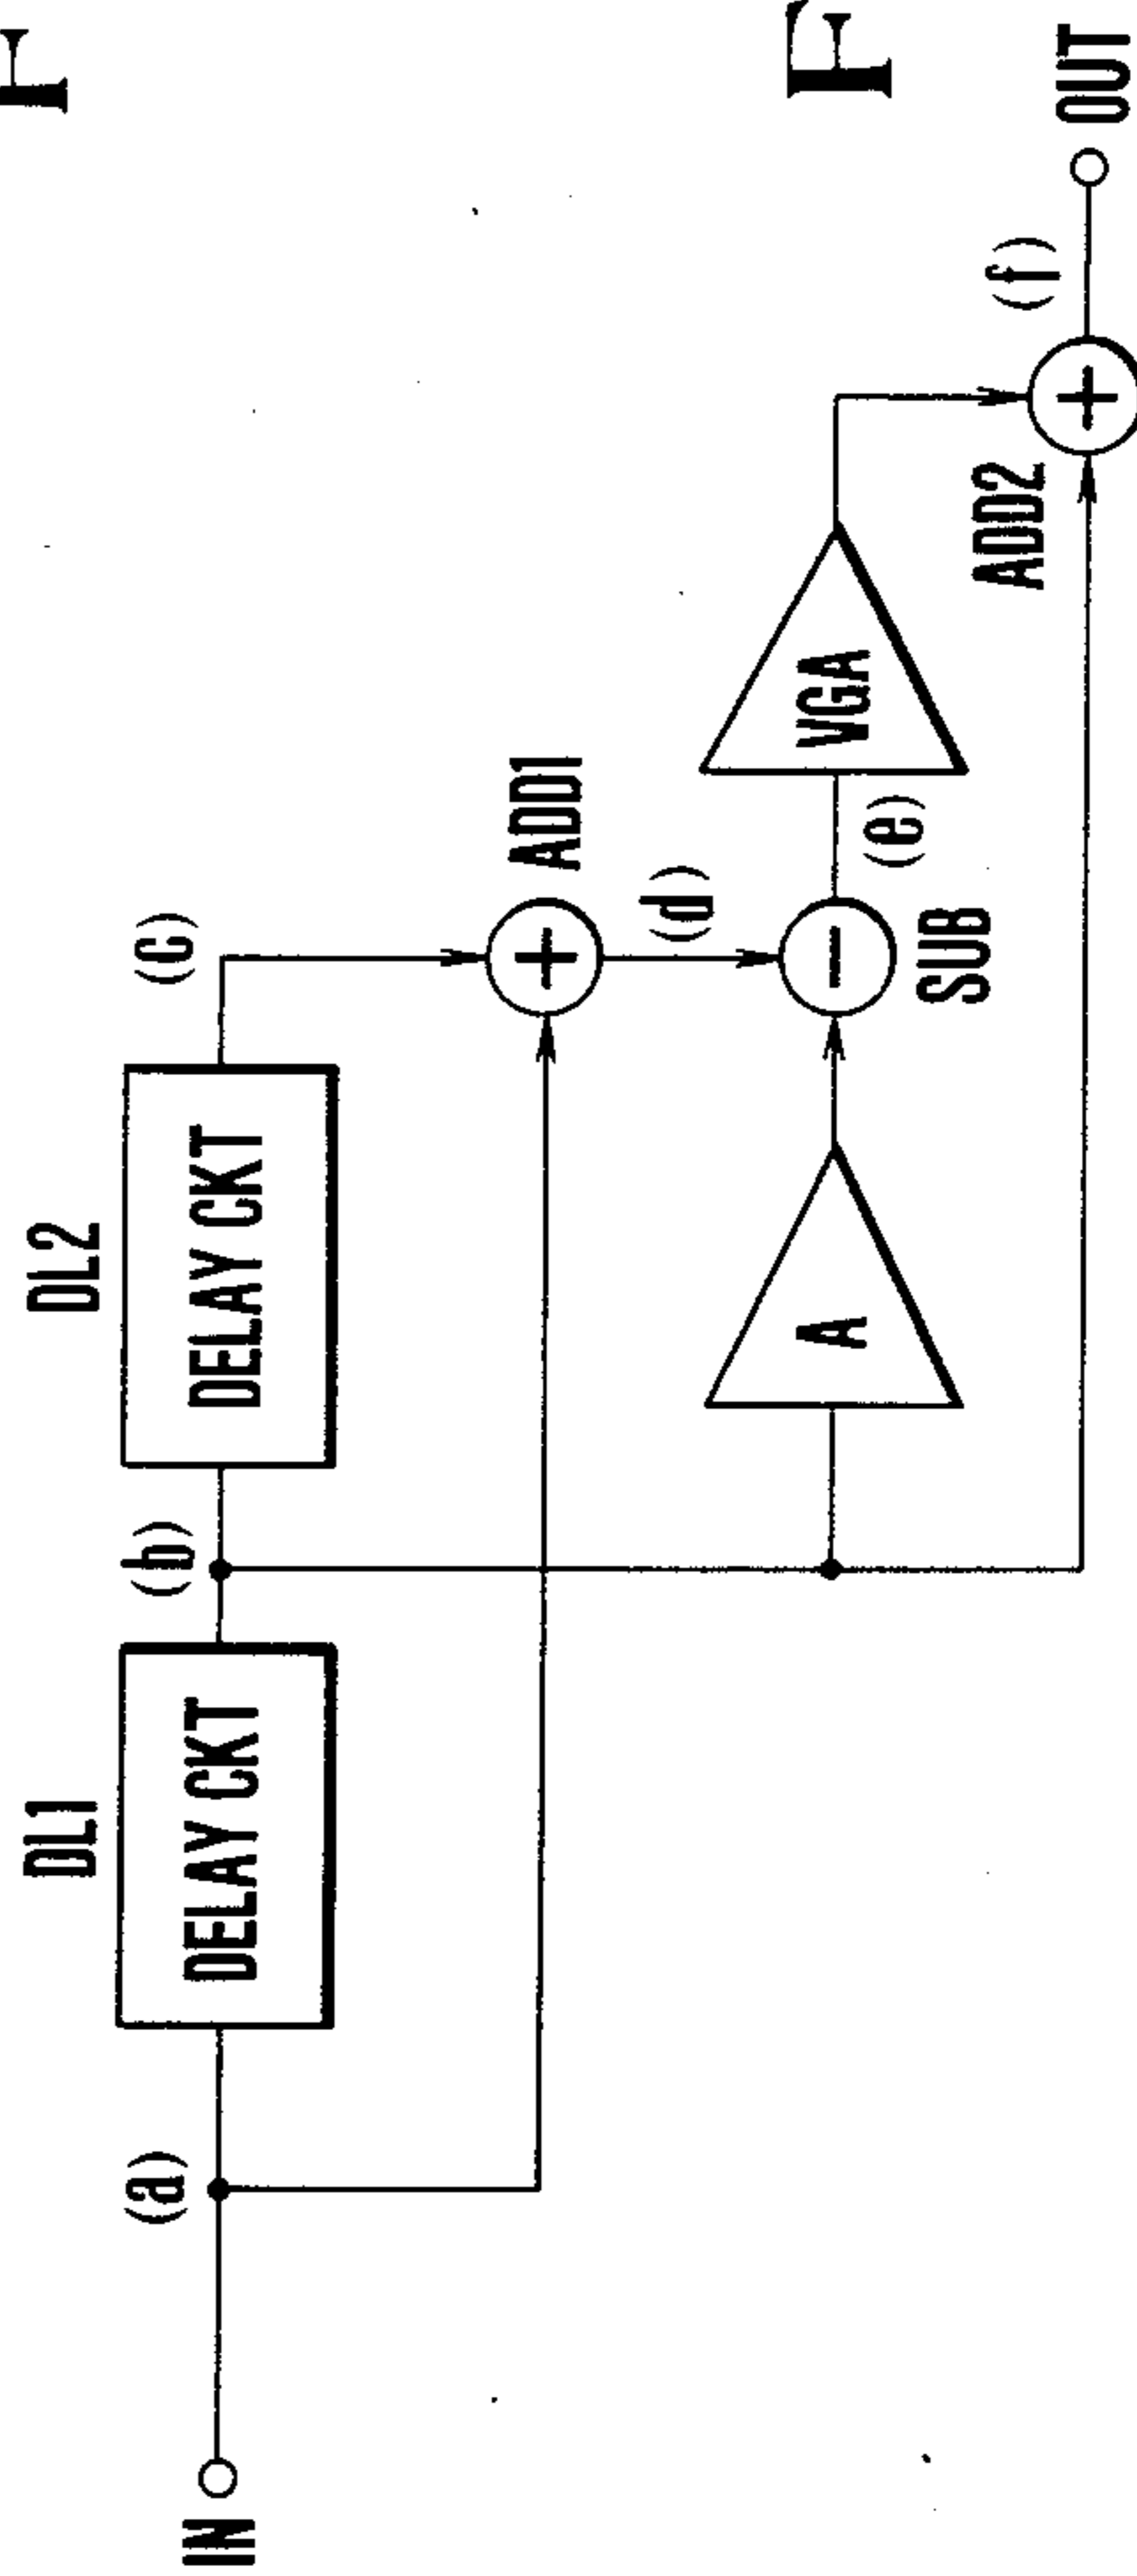 DL1
DL2
(a)
(b)
(c)
IN
DELAY CKT
DELAY CKT
ADD1
(d)
A
VGA
(e)
SUB
ADD2
(f)
OUT
F
F